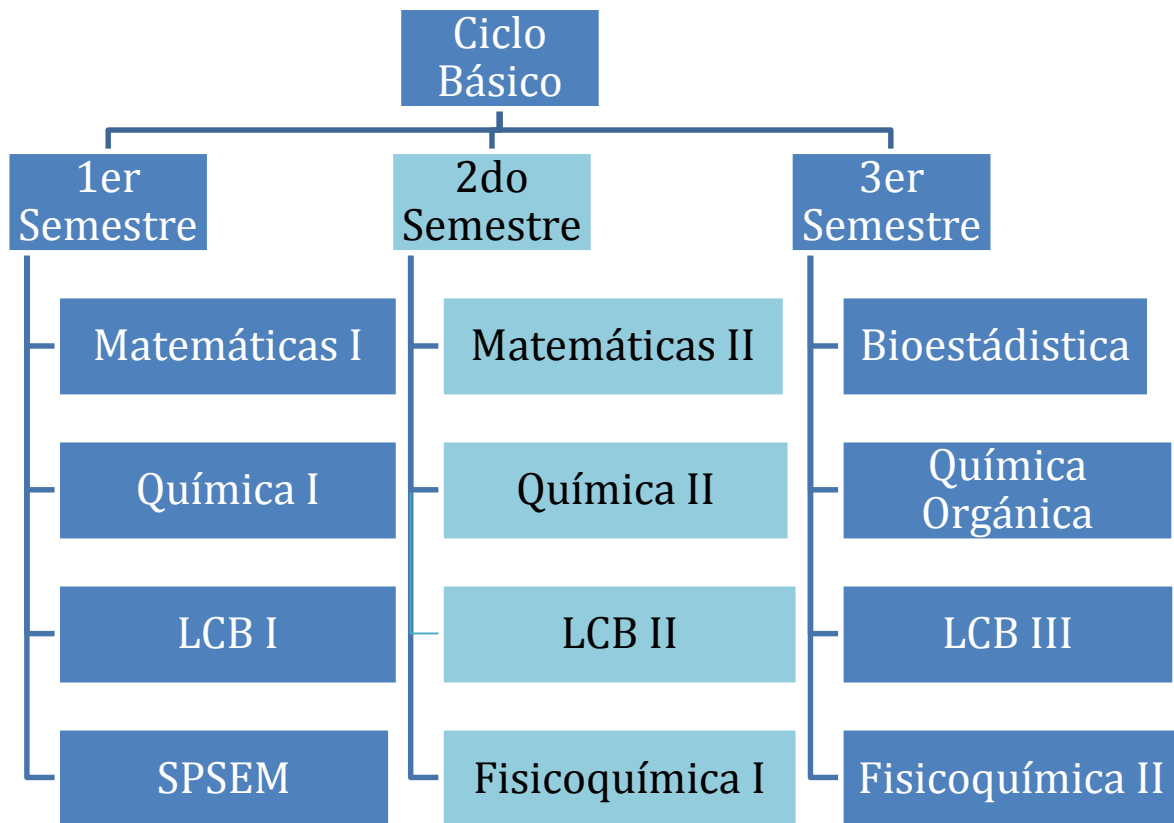 Ciclo
Básico
1er
Semestre
2do
Semestre
3er
Semestre
Matemáticas I
Matemáticas II
Bioestádistica
Química I
Química II
Química
Orgánica
LCB I
LCB II
LCB III
SPSEM
Fisicoquímica I
Fisicoquímica II